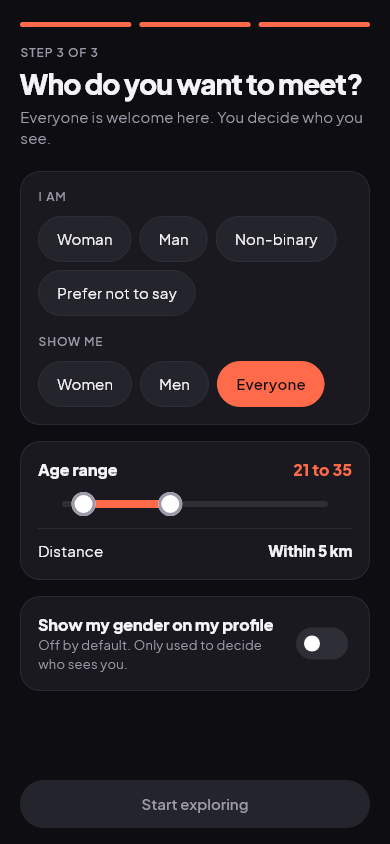 STEP 3 OF 3
Who do you want to meet?
Everyone is welcome here. You decide who you
see.
I AM
Woman
Man
Non-binary
Prefer not to say
SHOW ME
Women
Men
Everyone
Age range
21 to 35
Distance
Within 5 km
Show my gender on my profile
Off by default. Only used to decide
who sees you.
Start exploring